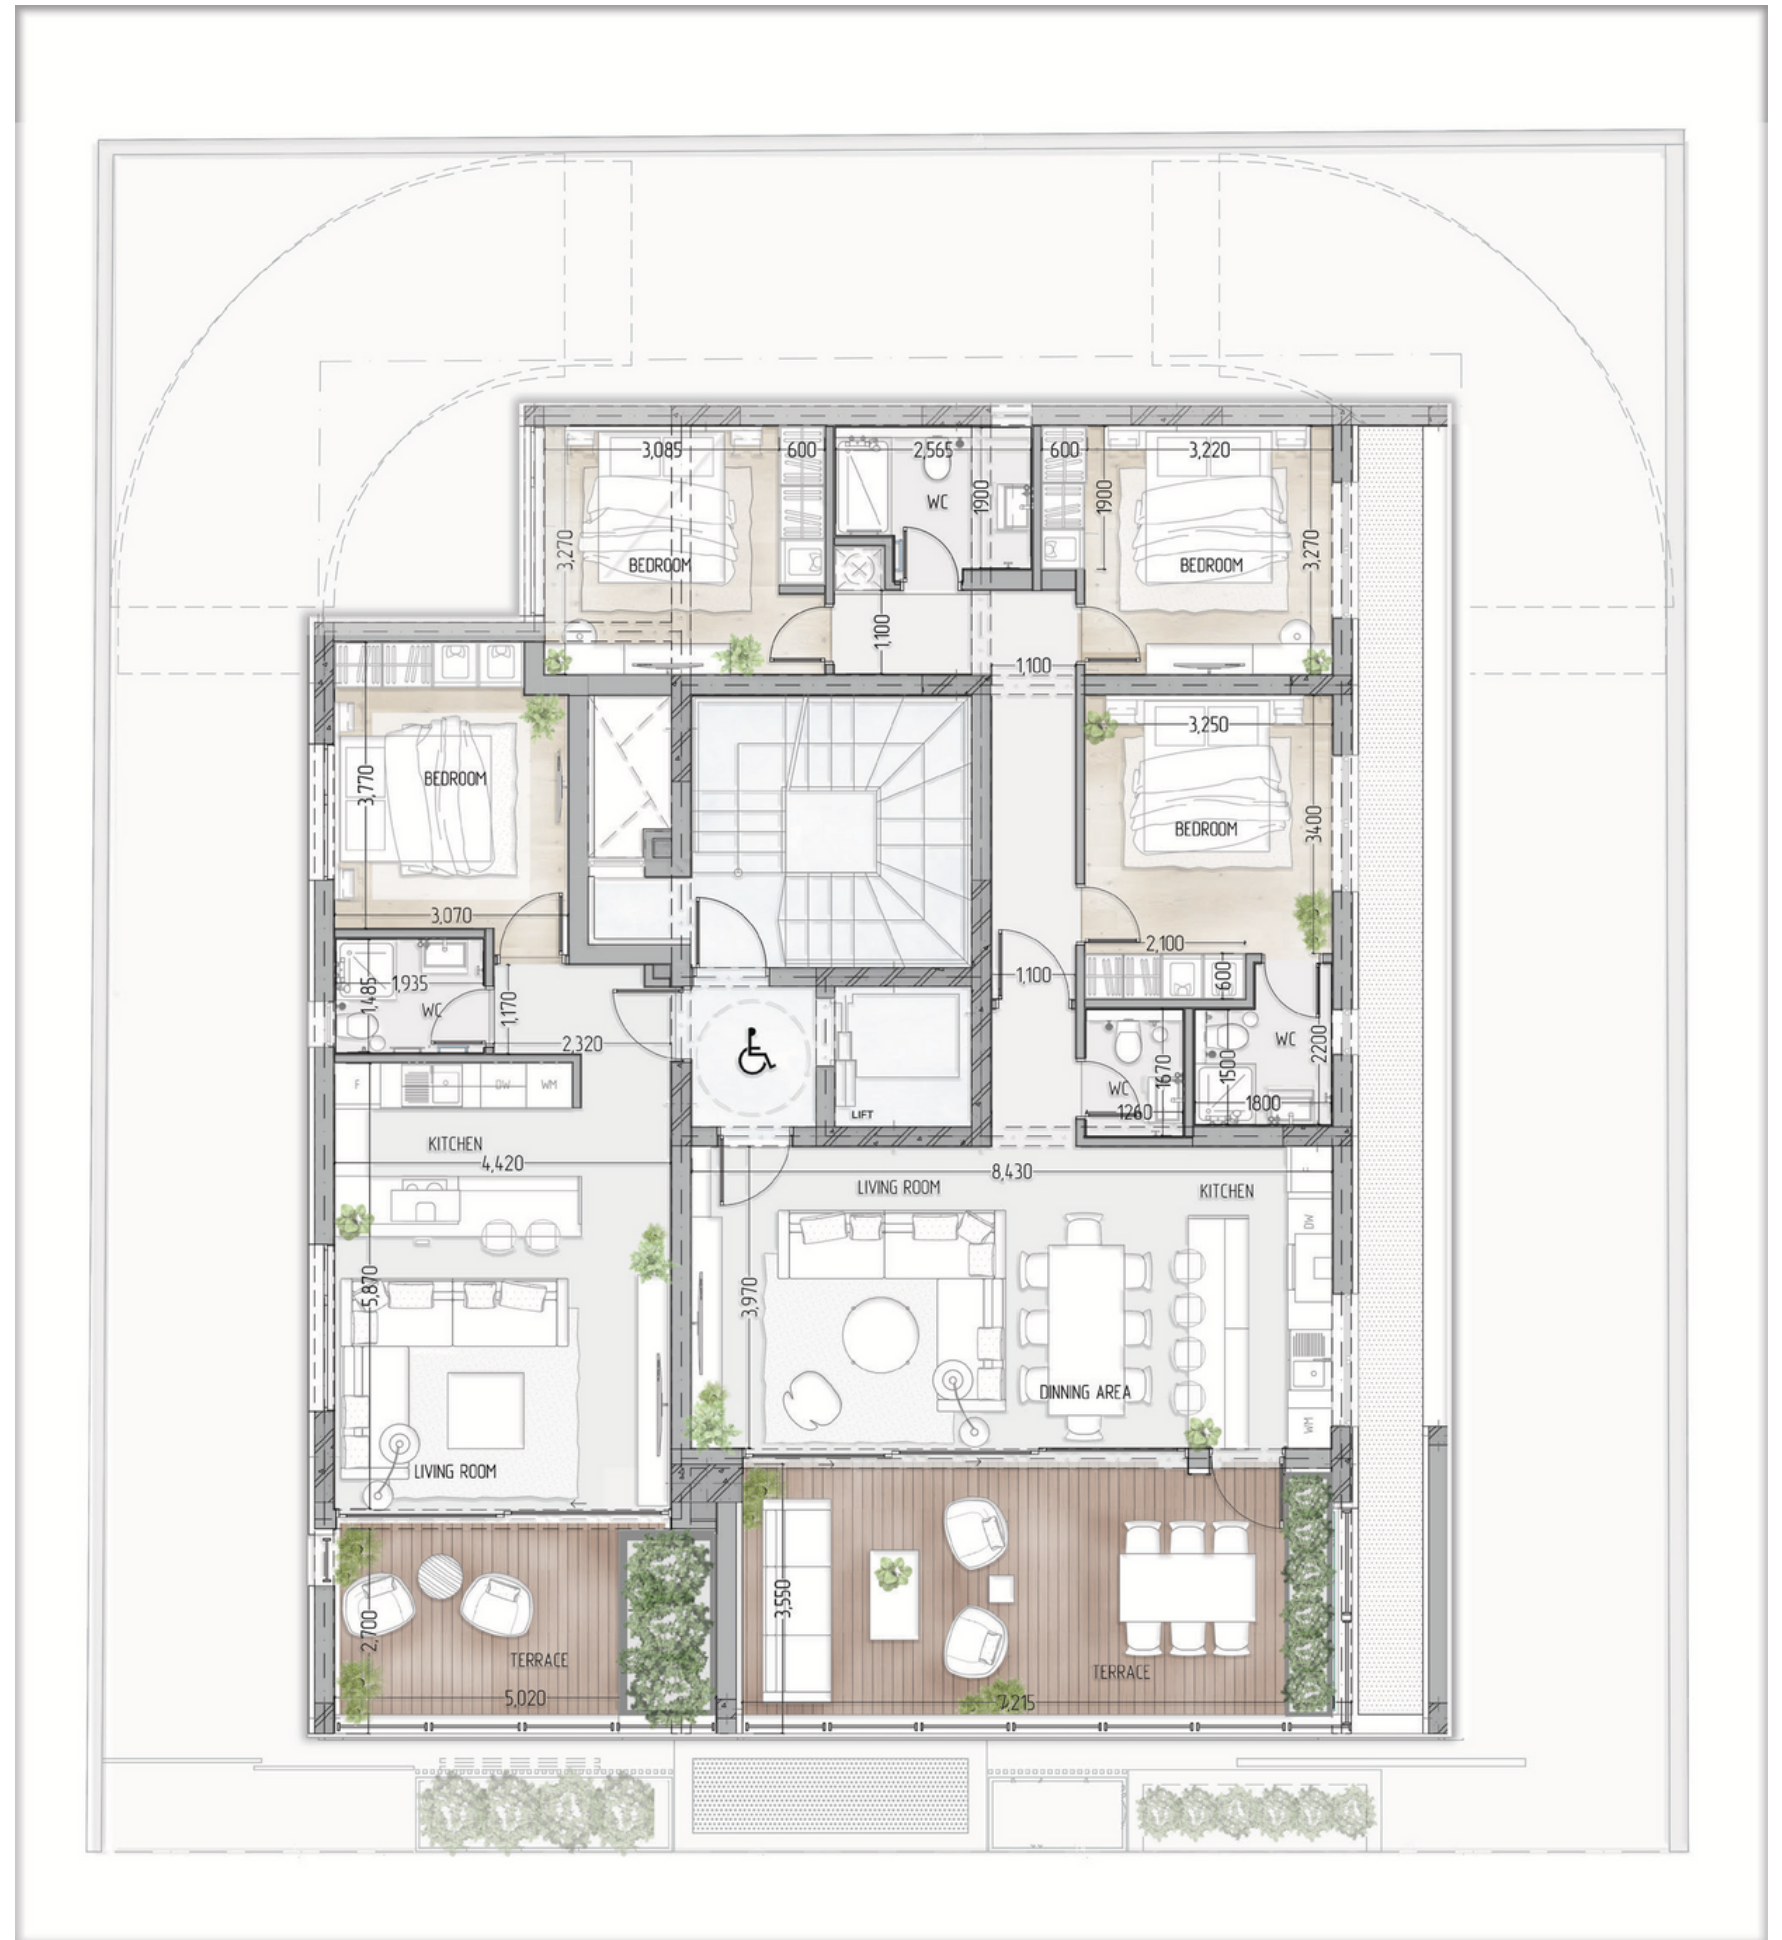 3,085
600
2,565
600
3,220
WC
1900
1900
3,270
BEDROOM
BEDROOM
3,270
1,100
1,100
3,250
3,770
BEDROOM
BEDROOM
3400
3,070
2,100
600
1,935
1,485
WC
1,170
1,100
2,320
WC
2200
1500
1670
WC
1260
1800
F
DW
WM
LIFT
KITCHEN
4,420
8,430
LIVING ROOM
KITCHEN
DW
5,870
3,970
DINNING AREA
WM
LIVING ROOM
3,550
2,700
TERRACE
TERRACE
5,020
7,215